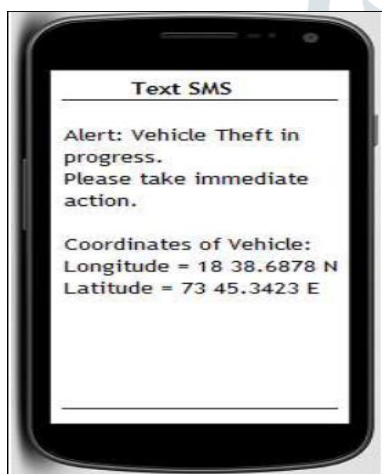 Text SMS
Alert: Vehicle Theft in
progress.
Please take immediate
action.
Coordinates of Vehicle:
Longitude = 18 38.6878 N
Latitude = 73 45.3423 E